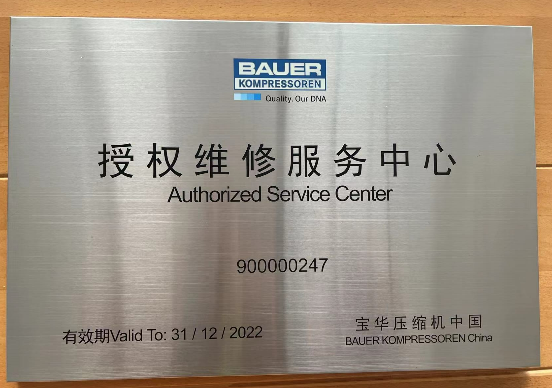 BAUER
KOMPRESSOREN
Quality. Our DNA
授权维修服务中心
Authorized Service Center
900000247
有效期Valid To: 31 / 12 / 2022
宝华压缩机中国
BAUER KOMPRESSOREN China